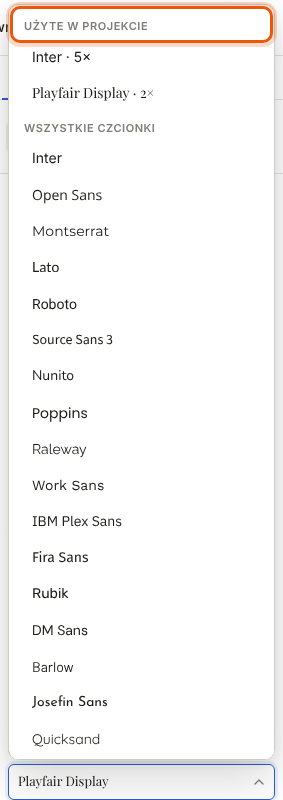 UŻYTE W PROJEKCIE
Inter · 5×
Playfair Display · 2×
WSZYSTKIE CZCIONKI
Inter
Open Sans
Montserrat
Lato
Roboto
Source Sans 3
Nunito
Poppins
Raleway
Work Sans
IBM Plex Sans
Fira Sans
Rubik
DM Sans
Barlow
Josefin Sans
Quicksand
Playfair Display